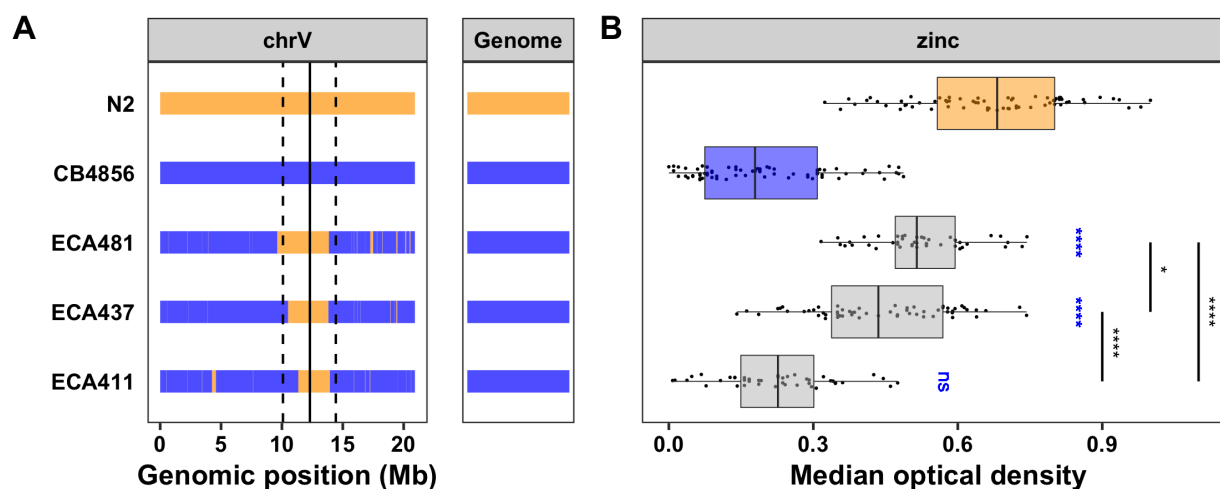 A
chrV
Genome
N2
CB4856
ECA481
ECA437
ECA411
0 5 10 15 20
Genomic position (Mb)
B
zinc
****
****
ns
*
****
****
0.0 0.3 0.6 0.9
Median optical density